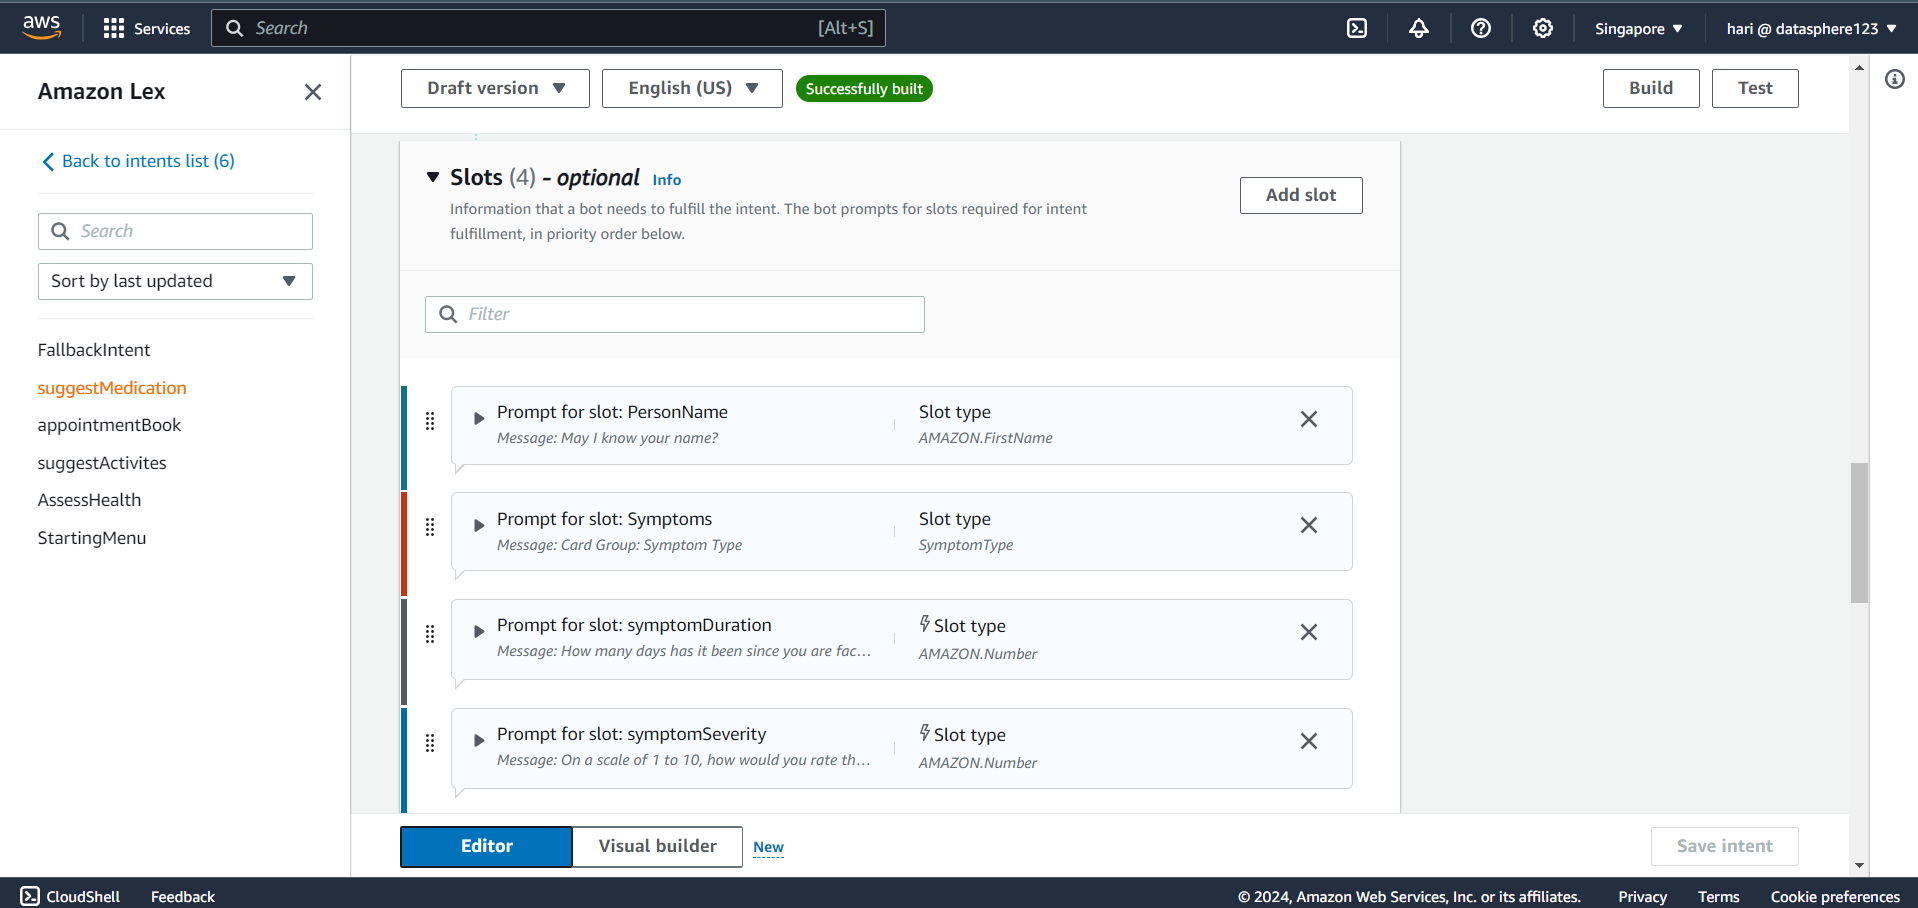 aws
Services
Search
[Alt+S]
Singapore
hari @ datasphere123
Amazon Lex
Back to intents list (6)
Search
Sort by last updated
FallbackIntent
suggestMedication
appointmentBook
suggestActivites
AssessHealth
StartingMenu
Draft version
English (US)
Successfully built
Build
Test
Slots (4) - optional Info
Information that a bot needs to fulfill the intent. The bot prompts for slots required for intent
fulfillment, in priority order below.
Add slot
Filter
Prompt for slot: PersonName
Message: May I know your name?
Slot type
AMAZON.FirstName
Prompt for slot: Symptoms
Message: Card Group: Symptom Type
Slot type
SymptomType
Prompt for slot: symptomDuration
Message: How many days has it been since you are fac...
Slot type
AMAZON.Number
Prompt for slot: symptomSeverity
Message: On a scale of 1 to 10, how would you rate th...
Slot type
AMAZON.Number
Editor
Visual builder
New
Save intent
CloudShell
Feedback
© 2024, Amazon Web Services, Inc. or its affiliates.
Privacy
Terms
Cookie preferences